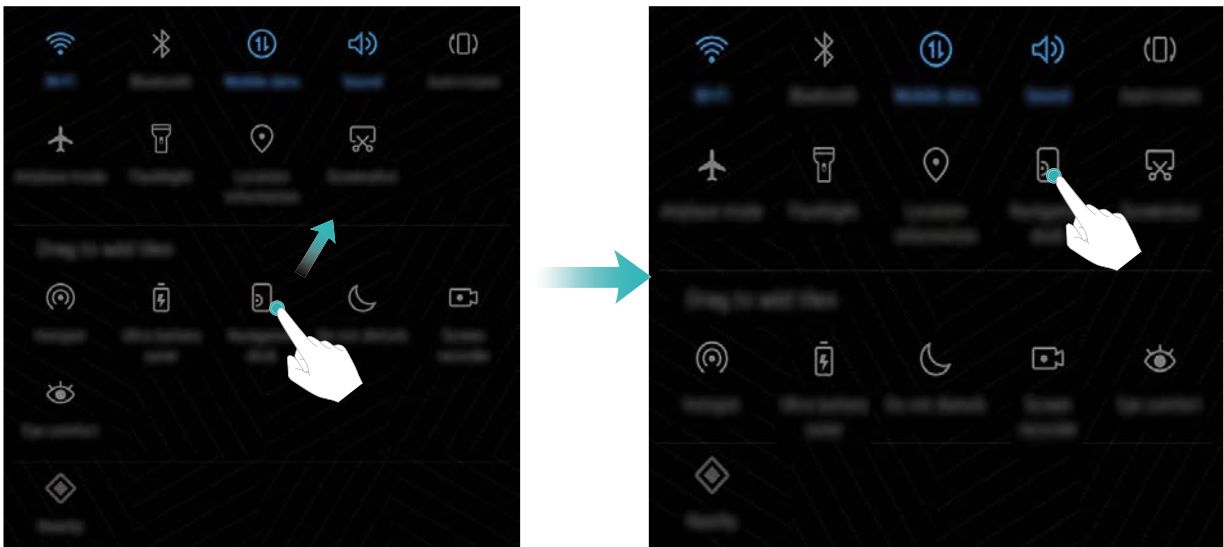 Wi-Fi Bluetooth Mobile data Sound Auto-rotate
Airplane mode Flashlight Location Screenshot
information
Drag to add tiles
Hotspot Ultra battery Do not disturb Screen
recorder
Eye comfort
Nearby
Wi-Fi Bluetooth Mobile data Sound Auto-rotate
Airplane mode Flashlight Location Screenshot
information
Drag to add tiles
Hotspot Ultra battery Do not disturb Screen Eye comfort
recorder
Nearby